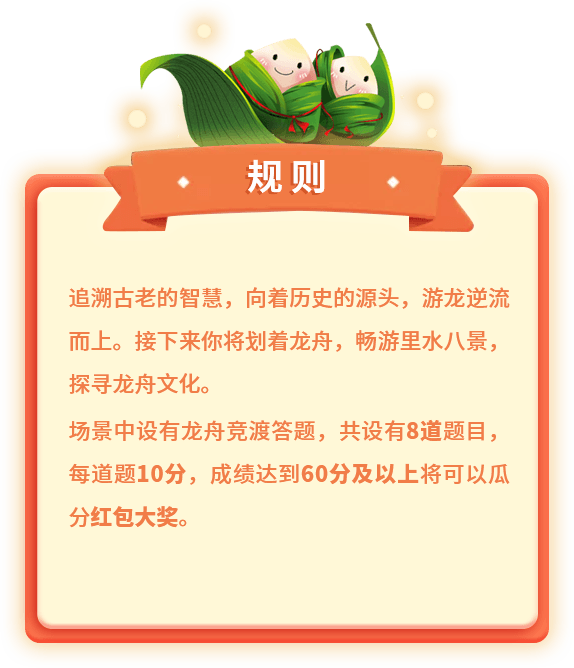 规则
追溯古老的智慧，向着历史的源头，游龙逆流
而上。接下来你将划着龙舟，畅游里水八景，
探寻龙舟文化。
场景中设有龙舟竞渡答题，共设有8道题目，
每道题10分，成绩达到60分及以上将可以瓜
分红包大奖。